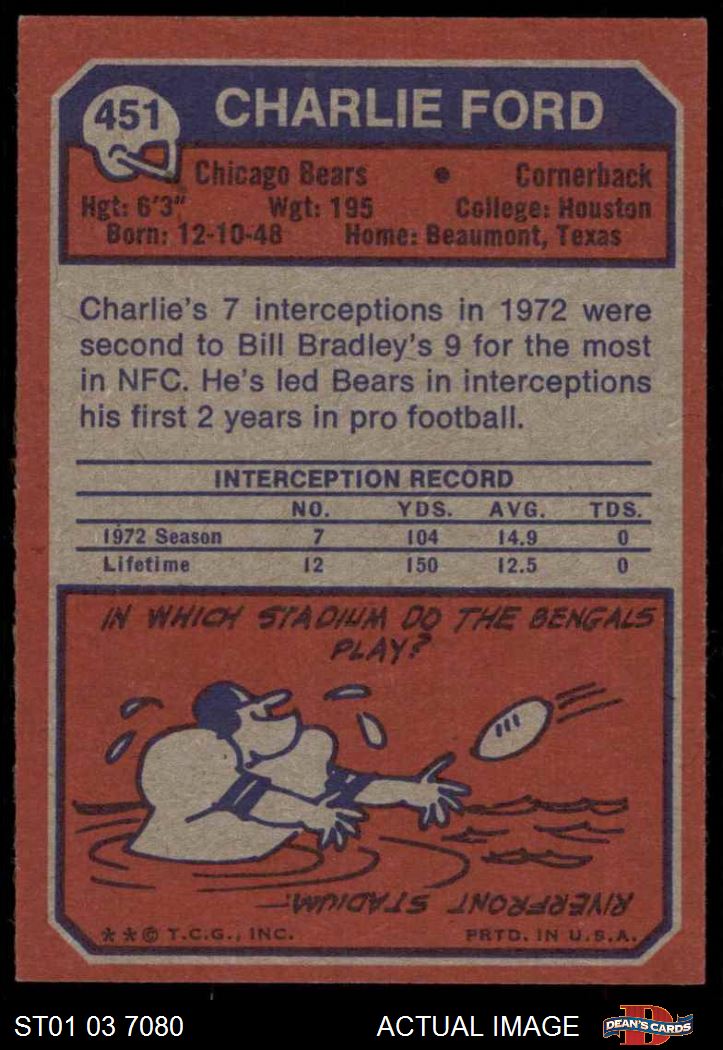 451
CHARLIE FORD
Chicago Bears • Cornerback
Hgt: 6'3" Wgt: 195 College: Houston
Born: 12-10-48 Home: Beaumont, Texas
Charlie's 7 interceptions in 1972 were
second to Bill Bradley's 9 for the most
in NFC. He's led Bears in interceptions
his first 2 years in pro football.
INTERCEPTION RECORD
NO. YDS. AVG. TDS.
1972 Season 7 104 14.9 0
Lifetime 12 150 12.5 0
IN WHICH STADIUM DO THE BENGALS
PLAY?
RIVERFRONT STADIUM.
**© T.C.G., INC. PRTD. IN U.S.A.
ST01 03 7080 ACTUAL IMAGE
D
DEAN'S CARDS